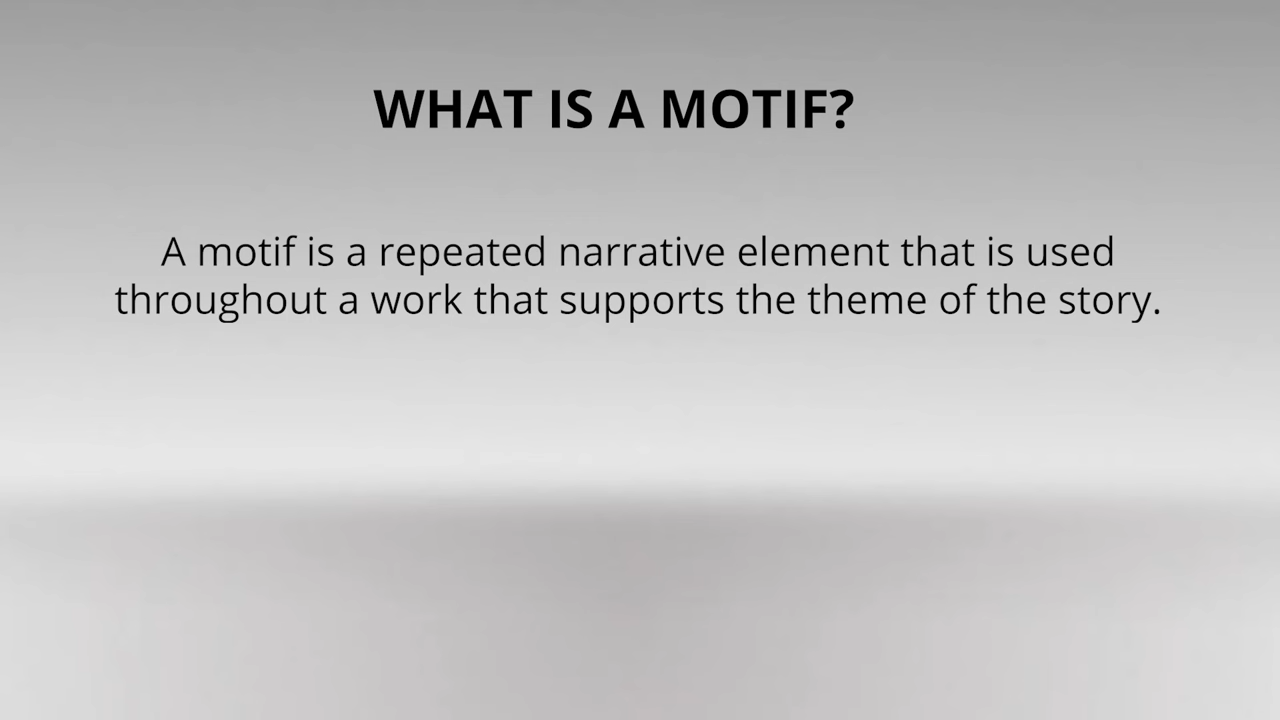 WHAT IS A MOTIF?
A motif is a repeated narrative element that is used
throughout a work that supports the theme of the story.